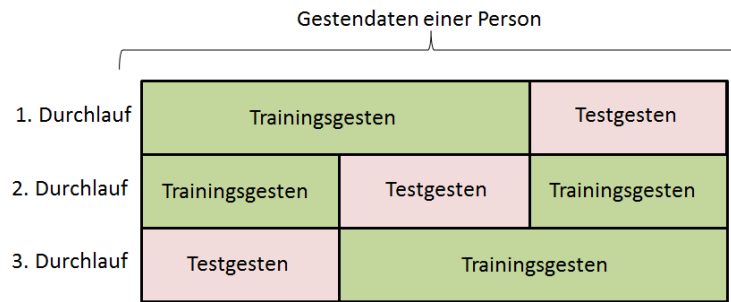 Gestendaten einer Person
1. Durchlauf Trainingsgesten Testgesten
2. Durchlauf Trainingsgesten Testgesten Trainingsgesten
3. Durchlauf Testgesten Trainingsgesten